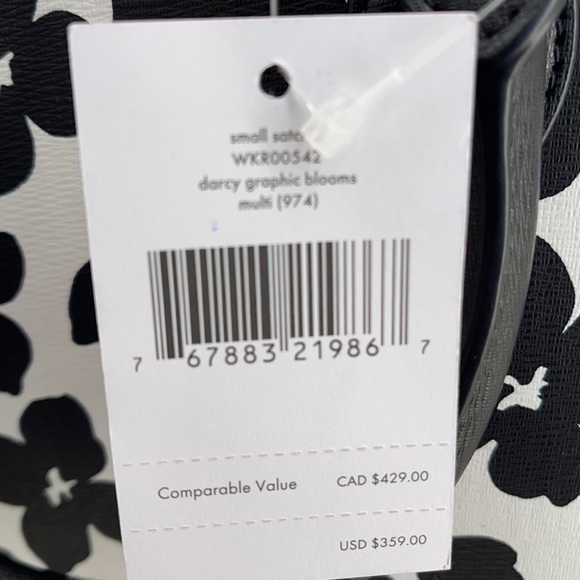 small
WKR00542
darcy graphic blooms
multi (974)
7 67883 21986 7
Comparable Value CAD $429.00
USD $359.00